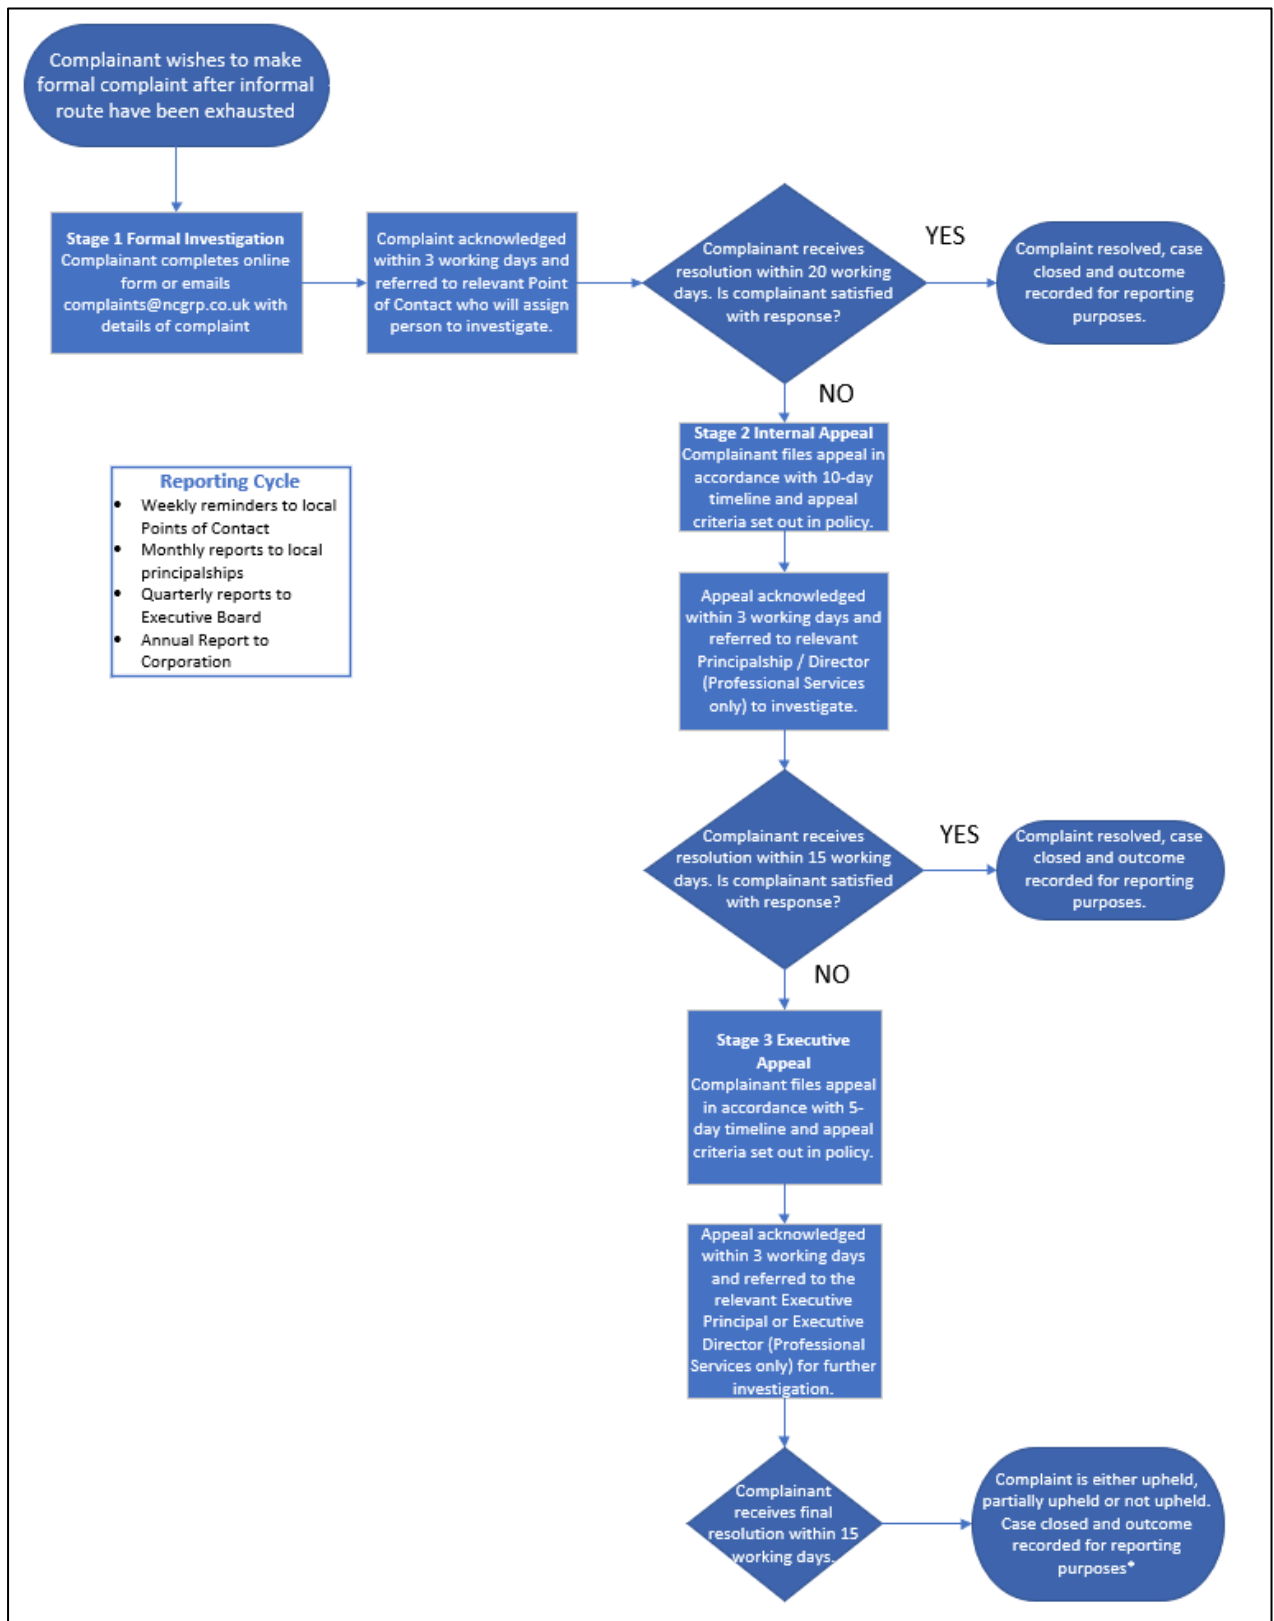 Complainant wishes to make
formal complaint after informal
route have been exhausted
Stage 1 Formal Investigation
Complainant completes online
form or emails
complaints@ncgrp.co.uk with
details of complaint
Complaint acknowledged
within 3 working days and
referred to relevant Point
of Contact who will assign
person to investigate.
Complainant receives
resolution within 20 working
days. Is complainant satisfied
with response?
YES
Complaint resolved, case
closed and outcome
recorded for reporting
purposes.
NO
Stage 2 Internal Appeal
Complainant files appeal in
accordance with 10-day
timeline and appeal
criteria set out in policy.
Reporting Cycle
• Weekly reminders to local
Points of Contact
• Monthly reports to local
principalships
• Quarterly reports to
Executive Board
• Annual Report to
Corporation
Appeal acknowledged
within 3 working days and
referred to relevant
Principalship / Director
(Professional Services
only) to investigate.
Complainant receives
resolution within 15 working
days. Is complainant satisfied
with response?
YES
Complaint resolved, case
closed and outcome
recorded for reporting
purposes.
NO
Stage 3 Executive
Appeal
Complainant files appeal
in accordance with 5-
day timeline and appeal
criteria set out in policy.
Appeal acknowledged
within 3 working days
and referred to the
relevant Executive
Principal or Executive
Director (Professional
Services only) for further
investigation.
Complainant
receives final
resolution within 15
working days.
Complaint is either upheld,
partially upheld or not upheld.
Case closed and outcome
recorded for reporting
purposes*